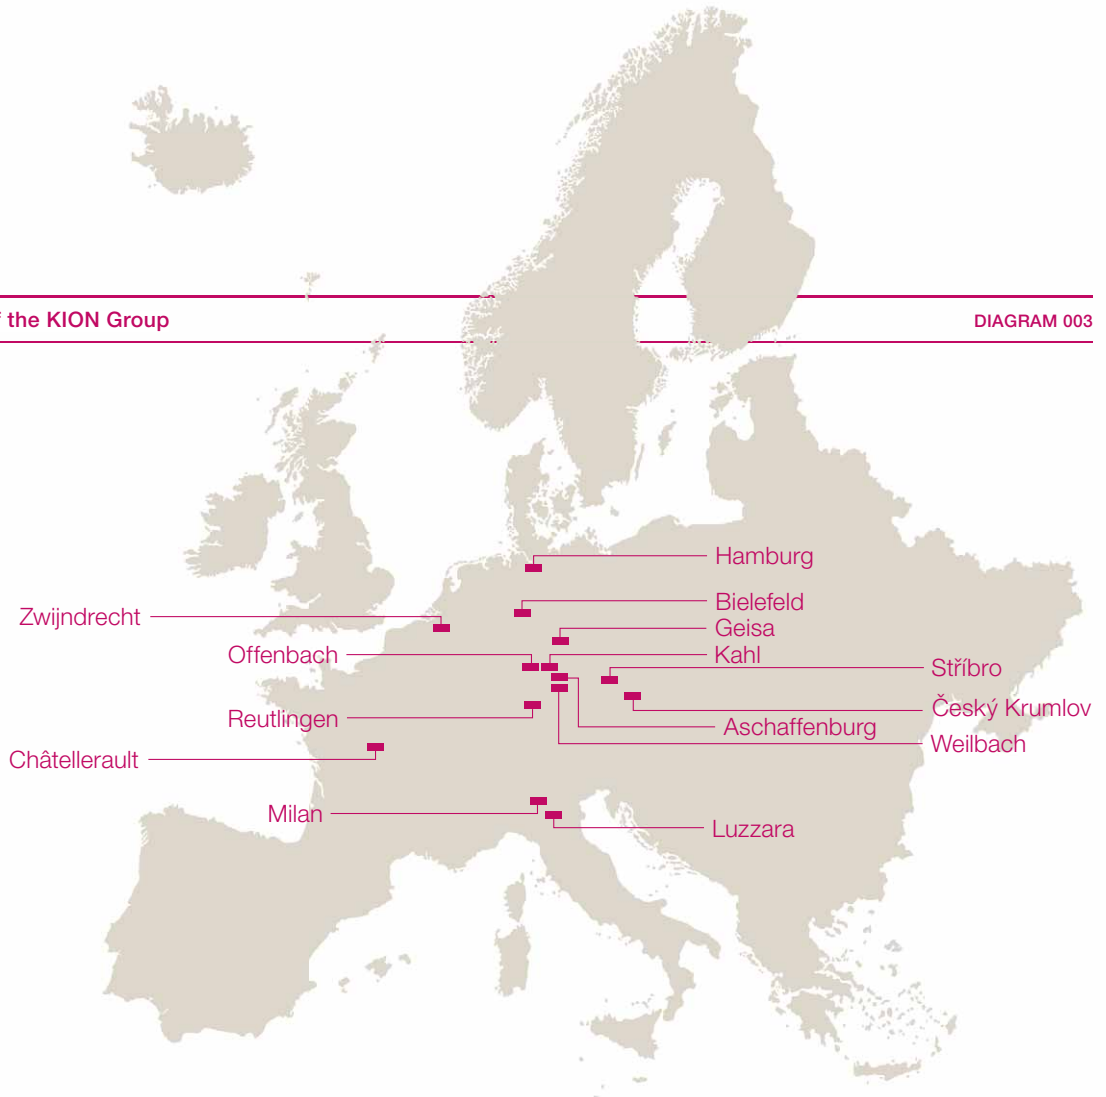 the KION Group
DIAGRAM 003
Hamburg
Bielefeld
Zwijndrecht
Geisa
Offenbach
Kahl
Stříbro
Český Krumlov
Reutlingen
Aschaffenburg
Weilbach
Châtellerault
Milan
Luzzara